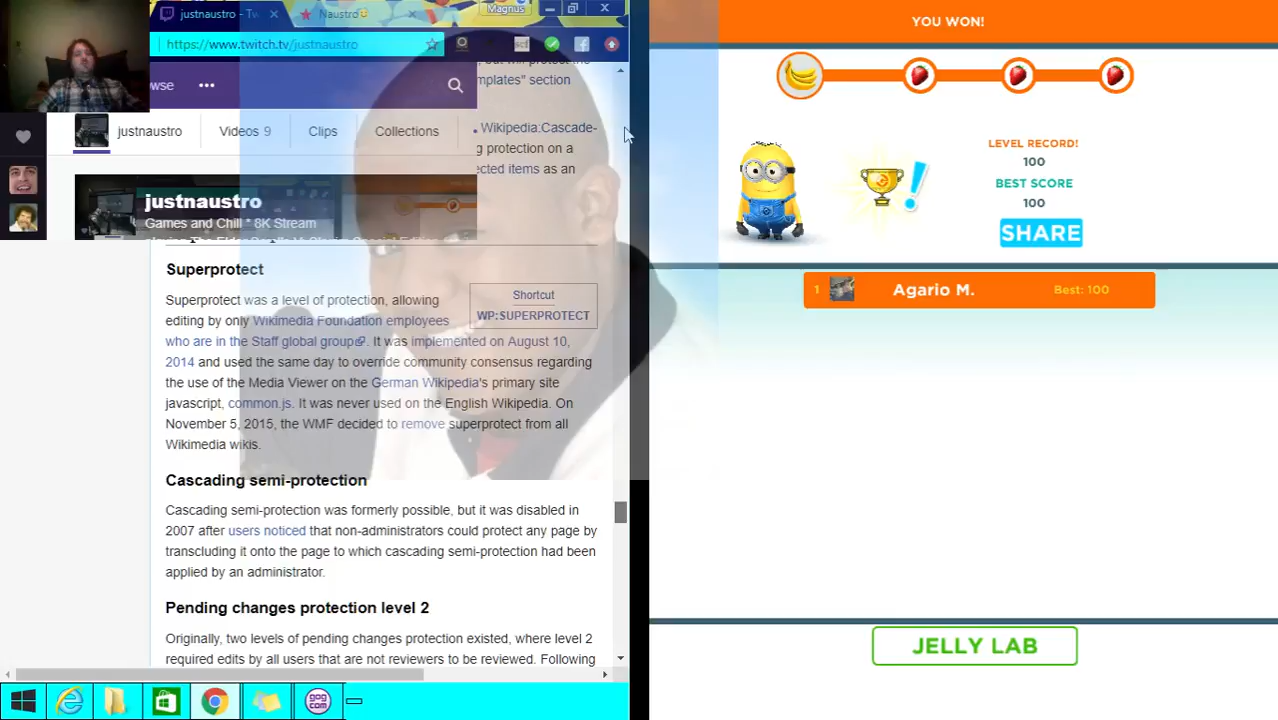 justnaustro - Tw
Naustro
Magnus
https://www.twitch.tv/justnaustro
scf
wse
•••
mplates" section
justnaustro
Videos 9
Clips
Collections
Wikipedia:Cascade-
g protection on a
ected items as an
justnaustro
Games and Chill * 8K Stream
Superprotect
Superprotect was a level of protection, allowing
editing by only Wikimedia Foundation employees
who are in the Staff global group. It was implemented on August 10,
2014 and used the same day to override community consensus regarding
the use of the Media Viewer on the German Wikipedia's primary site
javascript, common.js. It was never used on the English Wikipedia. On
November 5, 2015, the WMF decided to remove superprotect from all
Wikimedia wikis.
Shortcut
WP:SUPERPROTECT
Cascading semi-protection
Cascading semi-protection was formerly possible, but it was disabled in
2007 after users noticed that non-administrators could protect any page by
transcluding it onto the page to which cascading semi-protection had been
applied by an administrator.
Pending changes protection level 2
Originally, two levels of pending changes protection existed, where level 2
required edits by all users that are not reviewers to be reviewed. Following
gog
com
YOU WON!
LEVEL RECORD!
100
BEST SCORE
100
SHARE
1
Agario M.
Best: 100
JELLY LAB